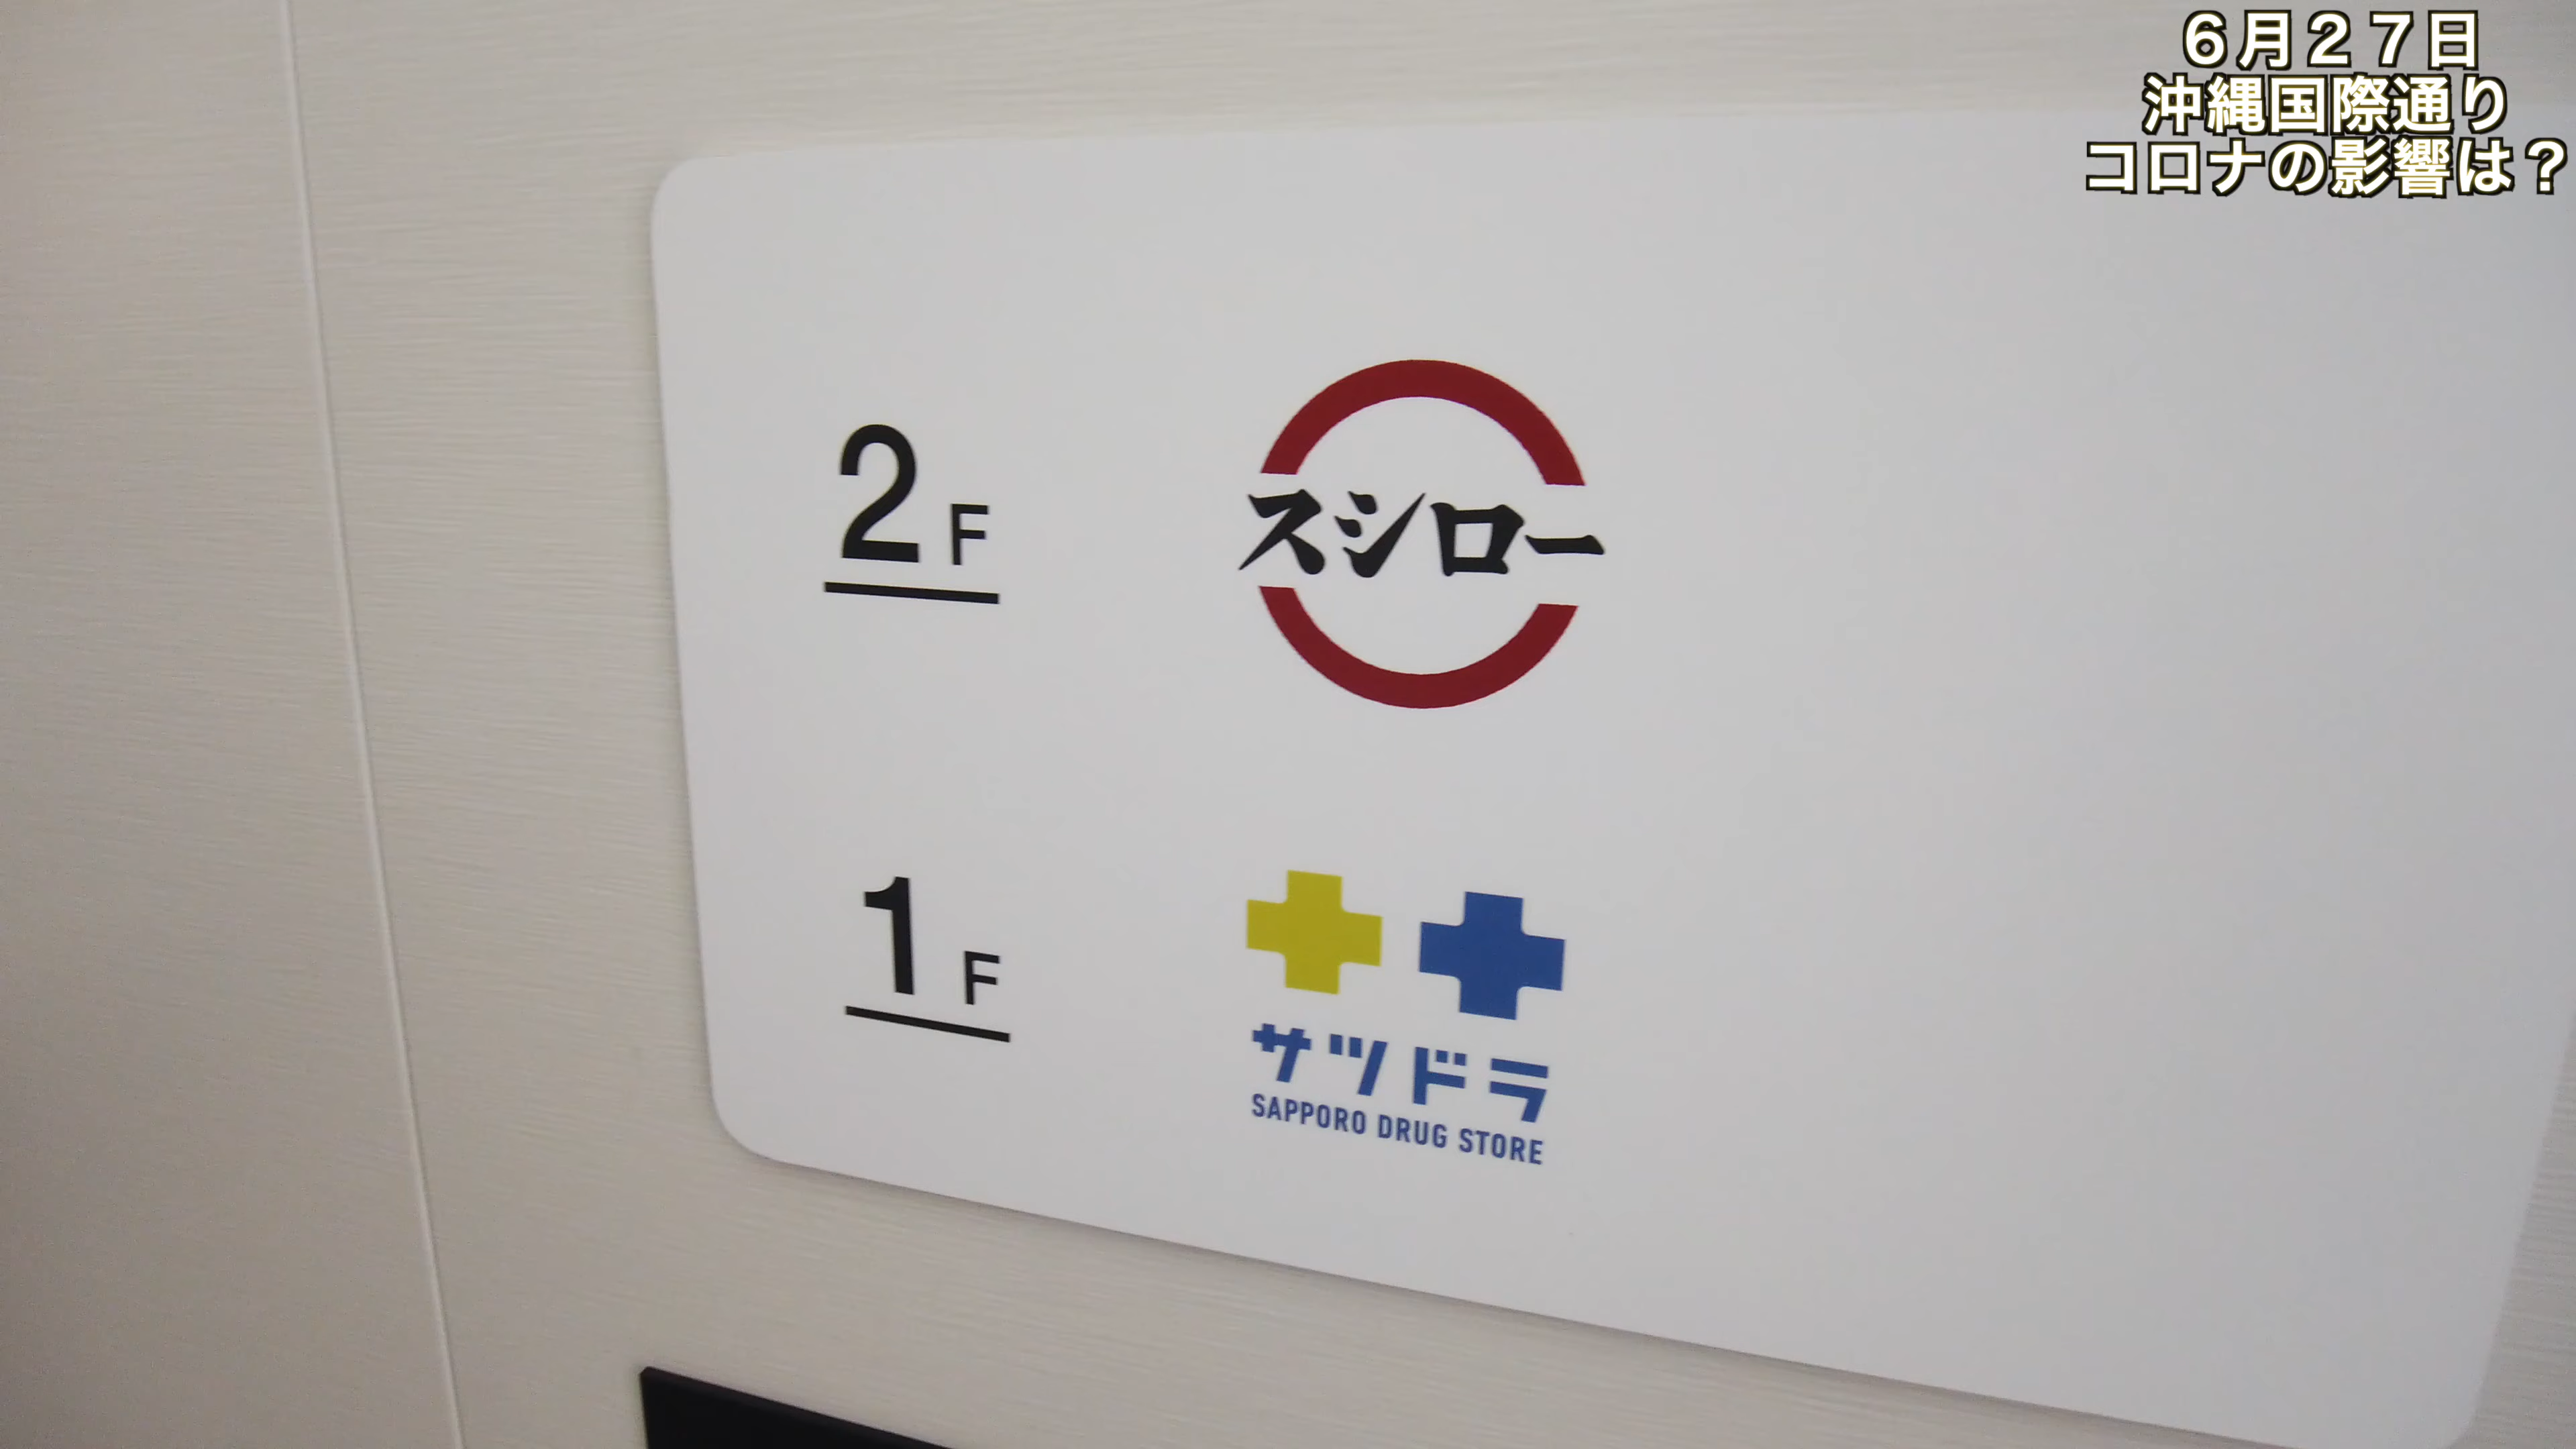 6月27日
沖縄国際通り
コロナの影響は?
2F
スシロー
1F
サツドラ
SAPPORO DRUG STORE